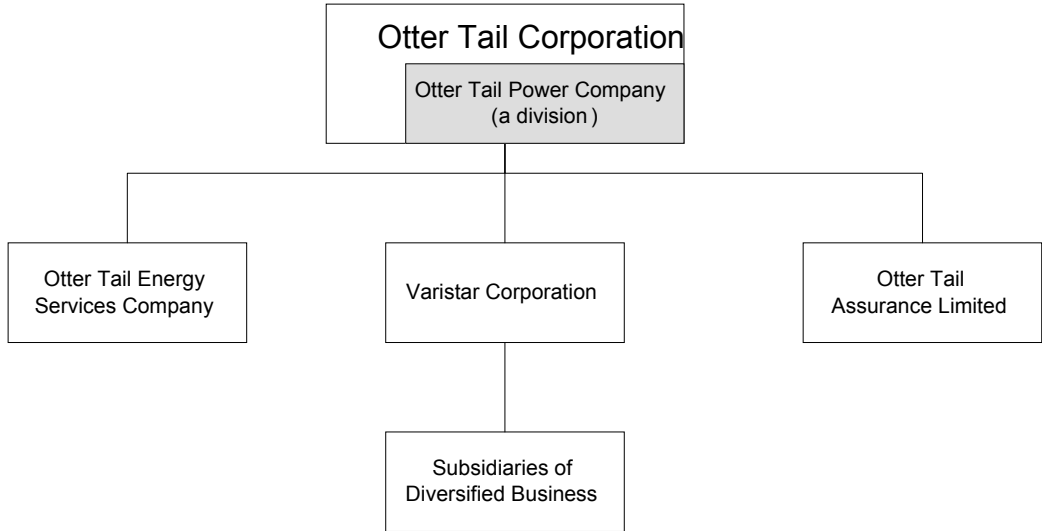 Otter Tail Corporation
Otter Tail Power Company
(a division )
Otter Tail Energy
Services Company
Varistar Corporation
Otter Tail
Assurance Limited
Subsidiaries of
Diversified Business